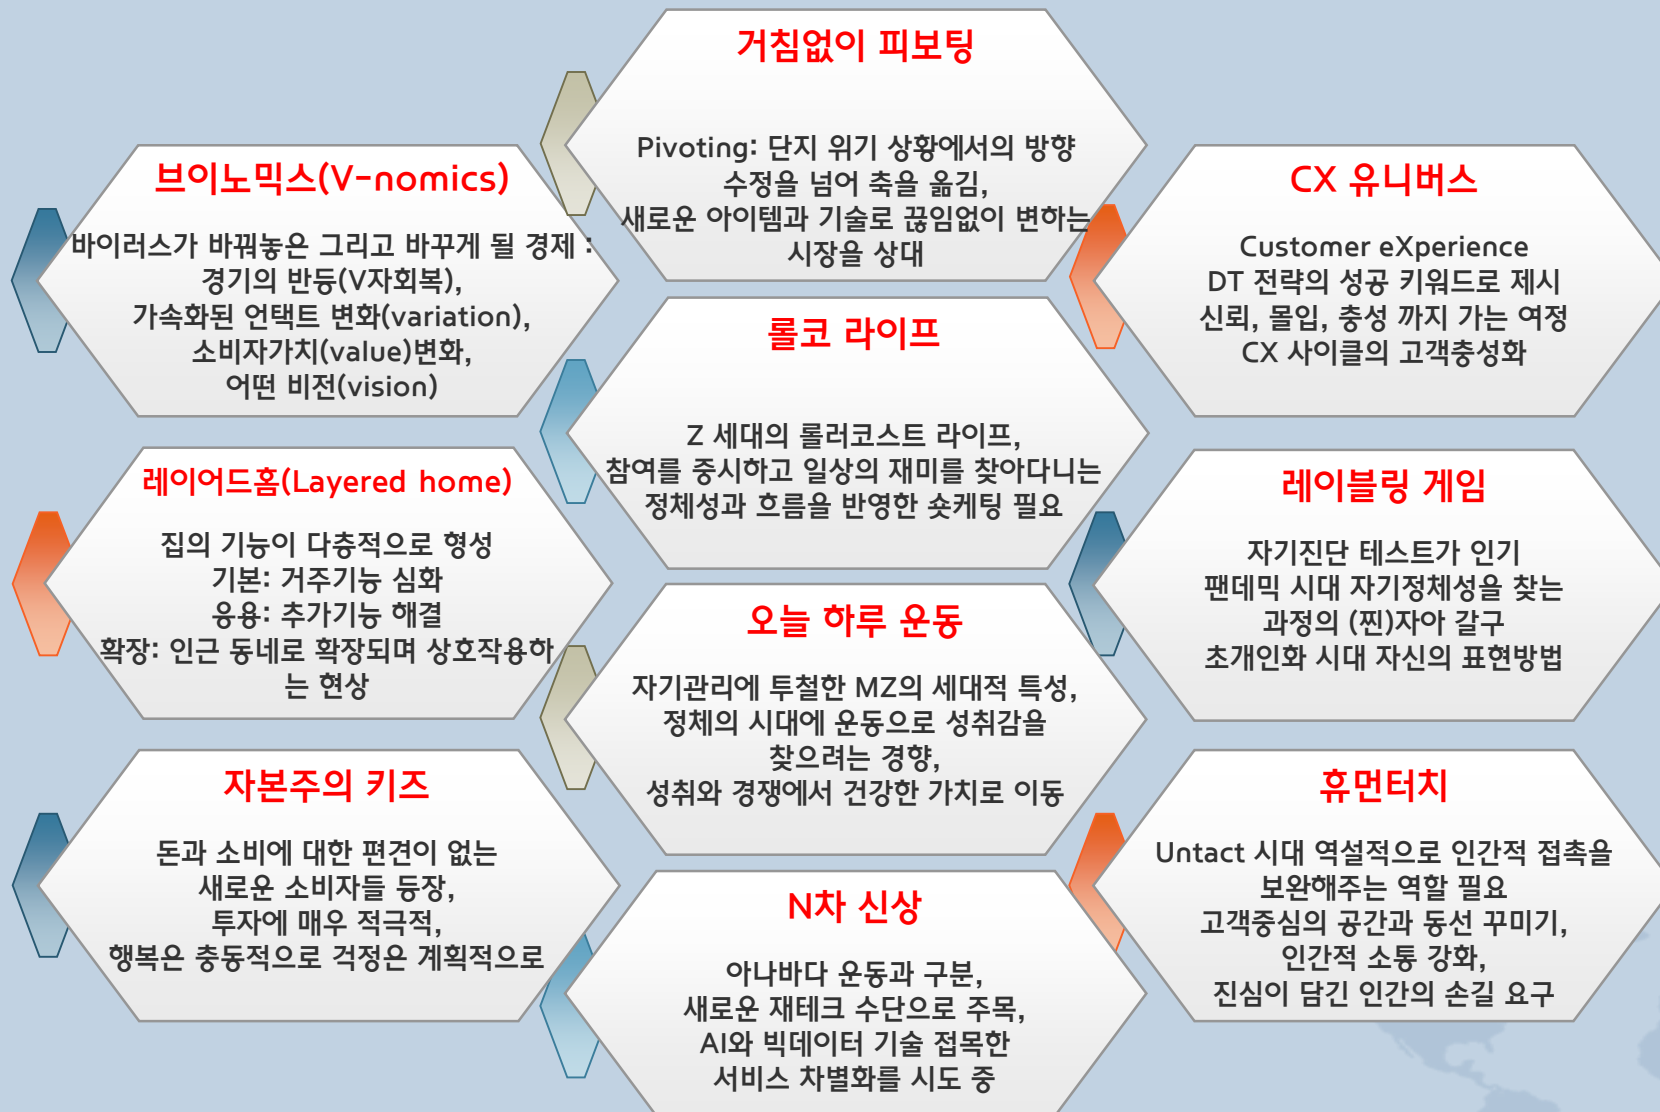 브이노믹스(V-nomics)
바이러스가 바꿔놓은 그리고 바꾸게 될 경제 :
경기의 반등(V자회복),
가속화된 언택트 변화(variation),
소비자가치(value)변화,
어떤 비전(vision)
레이어드홈(Layered home)
집의 기능이 다층적으로 형성
기본: 거주기능 심화
응용: 추가기능 해결
확장: 인근 동네로 확장되며 상호작용하
는 현상
자본주의 키즈
돈과 소비에 대한 편견이 없는
새로운 소비자들 등장,
투자에 매우 적극적,
행복은 충동적으로 걱정은 계획적으로
거침없이 피보팅
Pivoting: 단지 위기 상황에서의 방향
수정을 넘어 축을 옮김,
새로운 아이템과 기술로 끊임없이 변하는
시장을 상대
롤코 라이프
Z 세대의 롤러코스트 라이프,
참여를 중시하고 일상의 재미를 찾아다니는
정체성과 흐름을 반영한 숏케팅 필요
오늘 하루 운동
자기관리에 투철한 MZ의 세대적 특성,
정체의 시대에 운동으로 성취감을
찾으려는 경향,
성취와 경쟁에서 건강한 가치로 이동
N차 신상
아나바다 운동과 구분,
새로운 재테크 수단으로 주목,
AI와 빅데이터 기술 접목한
서비스 차별화를 시도 중
CX 유니버스
Customer eXperience
DT 전략의 성공 키워드로 제시
신뢰, 몰입, 충성 까지 가는 여정
CX 사이클의 고객충성화
레이블링 게임
자기진단 테스트가 인기
팬데믹 시대 자기정체성을 찾는
과정의 (찐)자아 갈구
초개인화 시대 자신의 표현방법
휴먼터치
Untact 시대 역설적으로 인간적 접촉을
보완해주는 역할 필요
고객중심의 공간과 동선 꾸미기,
인간적 소통 강화,
진심이 담긴 인간의 손길 요구